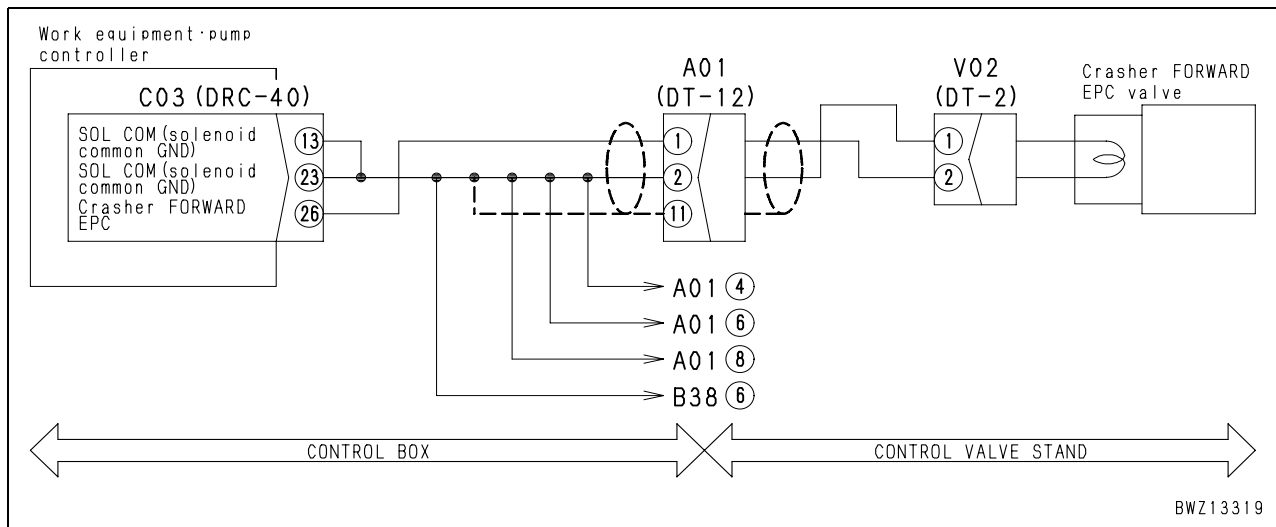 Work equipment·pump
controller
C03 (DRC-40)
A01
(DT-12)
V02
(DT-2)
Crasher FORWARD
EPC valve
SOL COM(solenoid
common GND)
SOL COM(solenoid
common GND)
Crasher FORWARD
EPC
13
23
26
1
2
11
1
2
A01 4
A01 6
A01 8
B38 6
CONTROL BOX
CONTROL VALVE STAND
BWZ13319